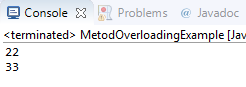 Console Problems @ Javadoc
<terminated> MetodOverloadingExample [Jav
22
33